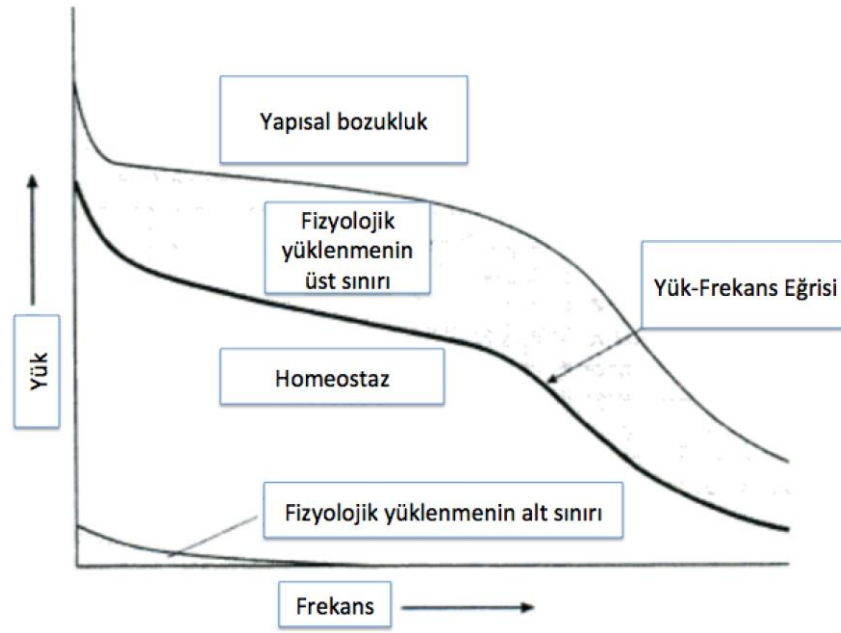 Yapısal bozukluk
Fizyolojik
yüklenmenin
üst sınırı
Yük-Frekans Eğrisi
Yük
Homeostaz
Fizyolojik yüklenmenin alt sınırı
Frekans